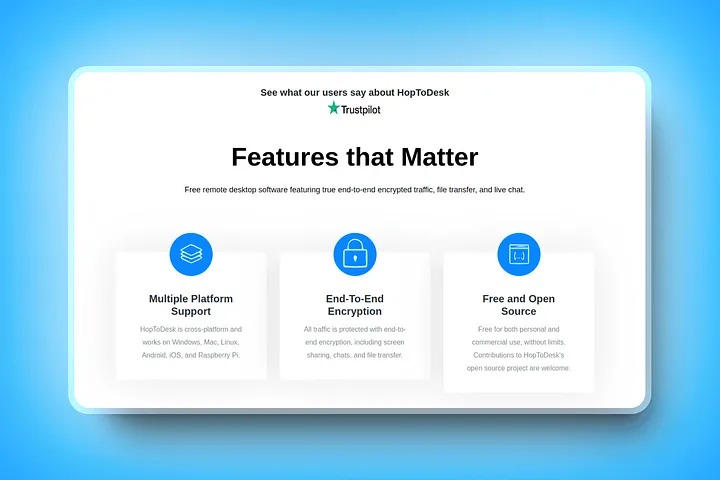 See what our users say about HopToDesk
Trustpilot
Features that Matter
Free remote desktop software featuring true end-to-end encrypted traffic, file transfer, and live chat.
Multiple Platform
Support
HopToDesk is cross-platform and
works on Windows, Mac, Linux,
Android, iOS, and Raspberry Pi.
End-To-End
Encryption
All traffic is protected with end-to-
end encryption, including screen
sharing, chats, and file transfer.
Free and Open
Source
Free for both personal and
commercial use, without limits.
Contributions to HopToDesk's
open source project are welcome.